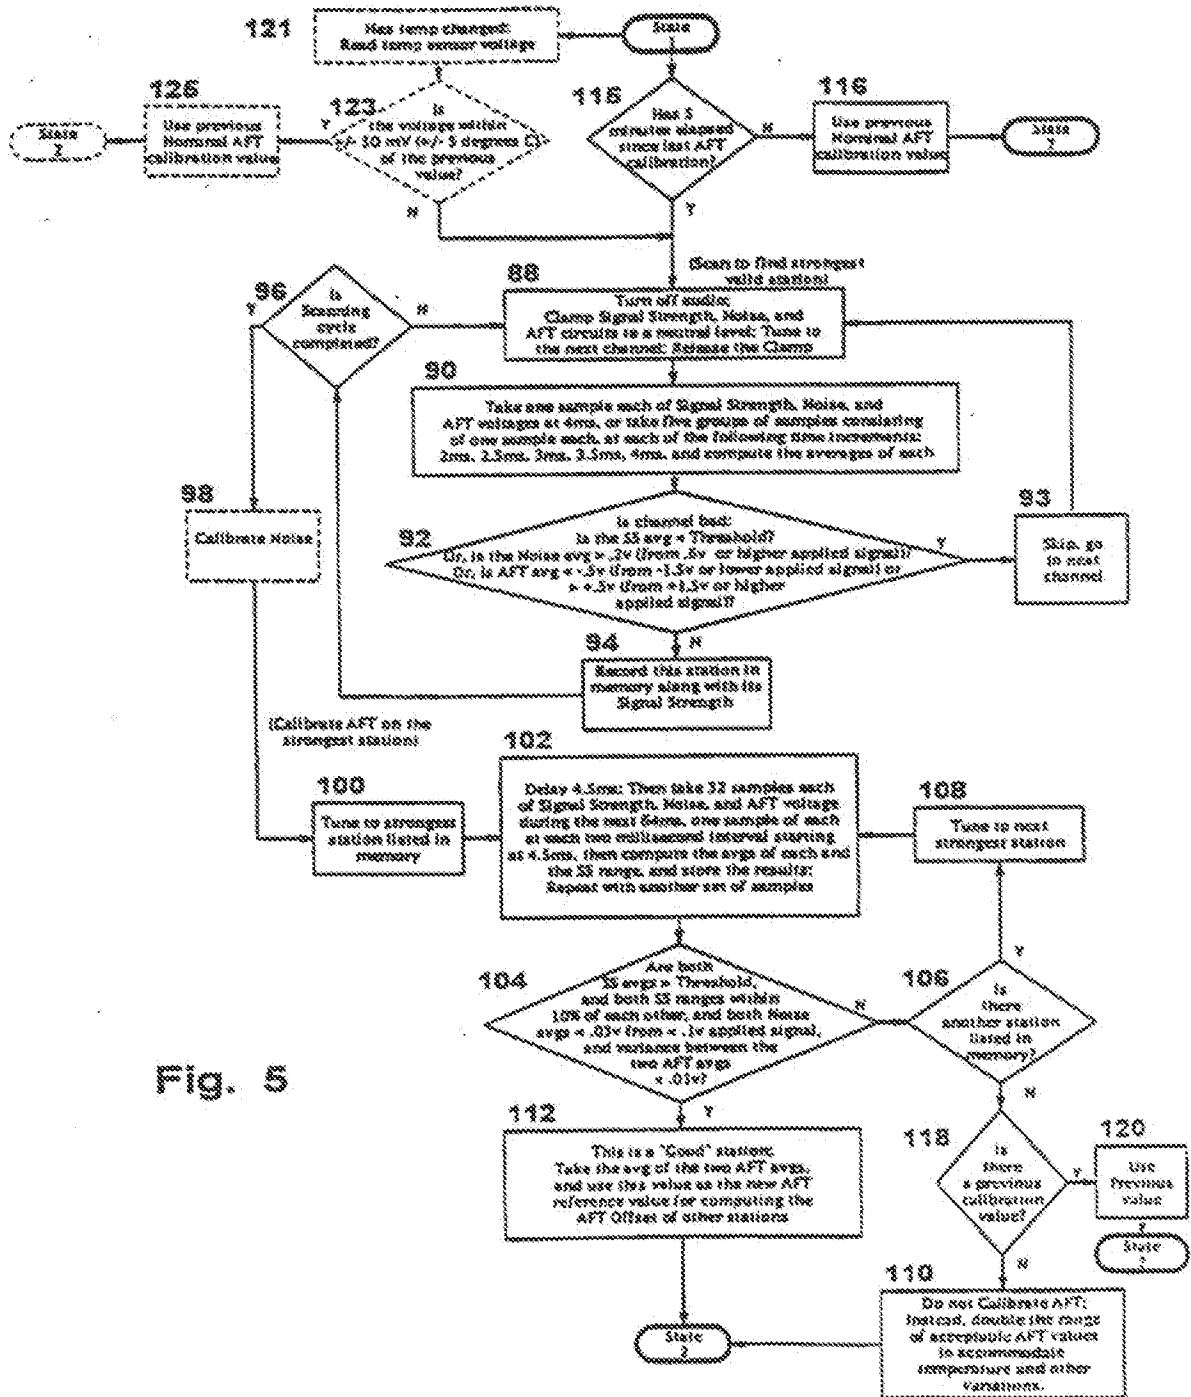 121
Has temp changed:
Read temp sensor voltage
State
125
Use previous
Nominal AFT
calibration value
State
2
123
Is
the voltage within
+/- 50 mV (+/- 5 degrees C)
of the previous
value?
Y
N
115
Has 5
minutes elapsed
since last AFT
calibration?
N
Y
116
Use previous
Nominal AFT
calibration value
State
2
(Scan to find strongest
valid station)
88
Turn off audio;
Clamp Signal Strength, Noise, and
AFT circuits to a neutral level; Tune to
the next channel; Release the Clamp
96
Is
Scanning
cycle
completed?
Y
N
90
Take one sample each of Signal Strength, Noise, and
AFT voltages at 4ms, or take five groups of samples consisting
of one sample each, at each of the following time increments:
2ms, 2.5ms, 3ms, 3.5ms, 4ms, and compute the averages of each
98
Calibrate Noise
92
Is channel bad:
Is the SS avg < Threshold?
Or, is the Noise avg > .2v (from .6v or higher applied signal)?
Or, is AFT avg < -.5v (from -1.5v or lower applied signal) or
> +.5v (from +1.5v or higher
applied signal)?
Y
N
93
Skip, go
to next
channel
94
Record this station in
memory along with its
Signal Strength
(Calibrate AFT on the
strongest station)
100
Tune to strongest
station listed in
memory
102
Delay 4.5ms; Then take 32 samples each
of Signal Strength, Noise, and AFT voltage
during the next 64ms, one sample of each
at each two millisecond interval starting
at 4.5ms, then compute the avgs of each and
the SS range, and store the results;
Repeat with another set of samples
108
Tune to next
strongest station
104
Are both
SS avgs > Threshold,
and both SS ranges within
10% of each other, and both Noise
avgs < .03v from < .1v applied signal,
and variance between the
two AFT avgs
< .03v?
N
Y
106
Is
there
another station
listed in
memory?
Y
N
Fig. 5
112
This is a "Good" station;
Take the avg of the two AFT avgs,
and use this value as the new AFT
reference value for computing the
AFT Offset of other stations
118
Is
there
a previous
calibration
value?
Y
N
120
Use
Previous
value
State
2
110
Do not Calibrate AFT;
Instead, double the range
of acceptable AFT values
to accommodate
temperature and other
variations.
State
2